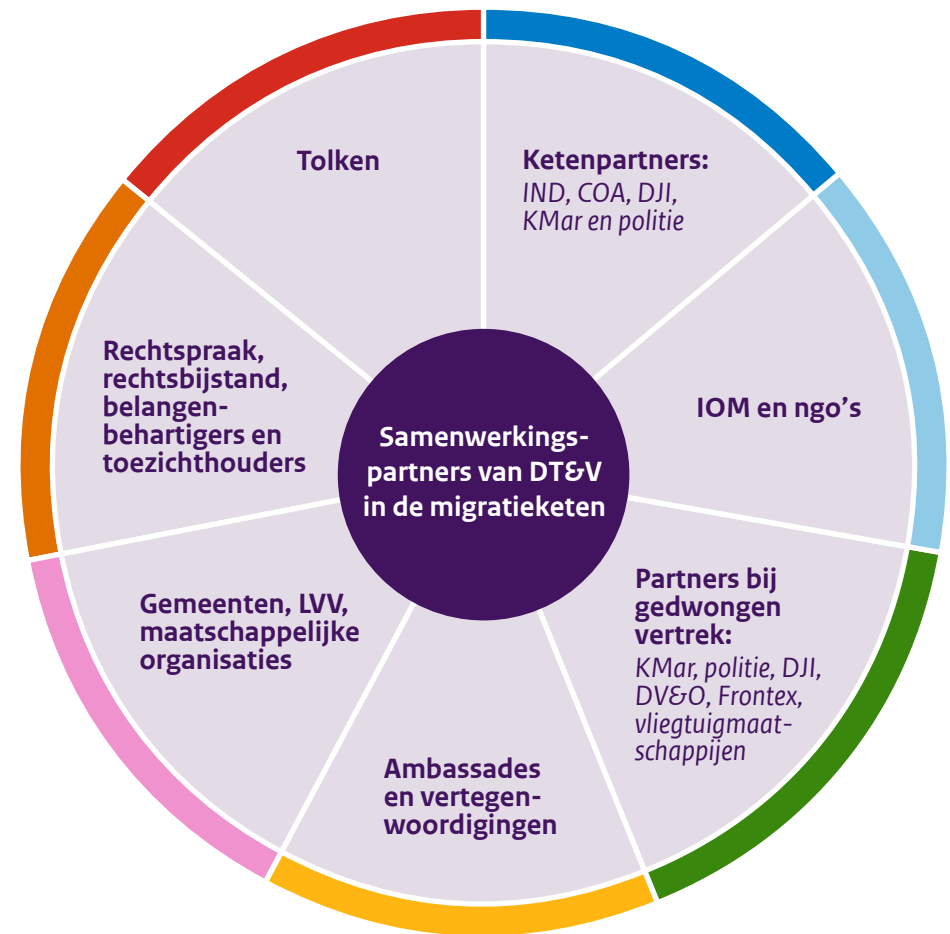 Tolken
Ketenpartners:
IND, COA, DJI,
KMar en politie
IOM en ngo's
Partners bij
gedwongen
vertrek:
KMar, politie, DJI,
DV&O, Frontex,
vliegtuigmaat-
schappijen
Ambassades
en vertegen-
woordigingen
Gemeenten, LVV,
maatschappelijke
organisaties
Rechtspraak,
rechtsbijstand,
belangen-
behartigers en
toezichthouders
Samenwerkings-
partners van DT&V
in de migratieketen